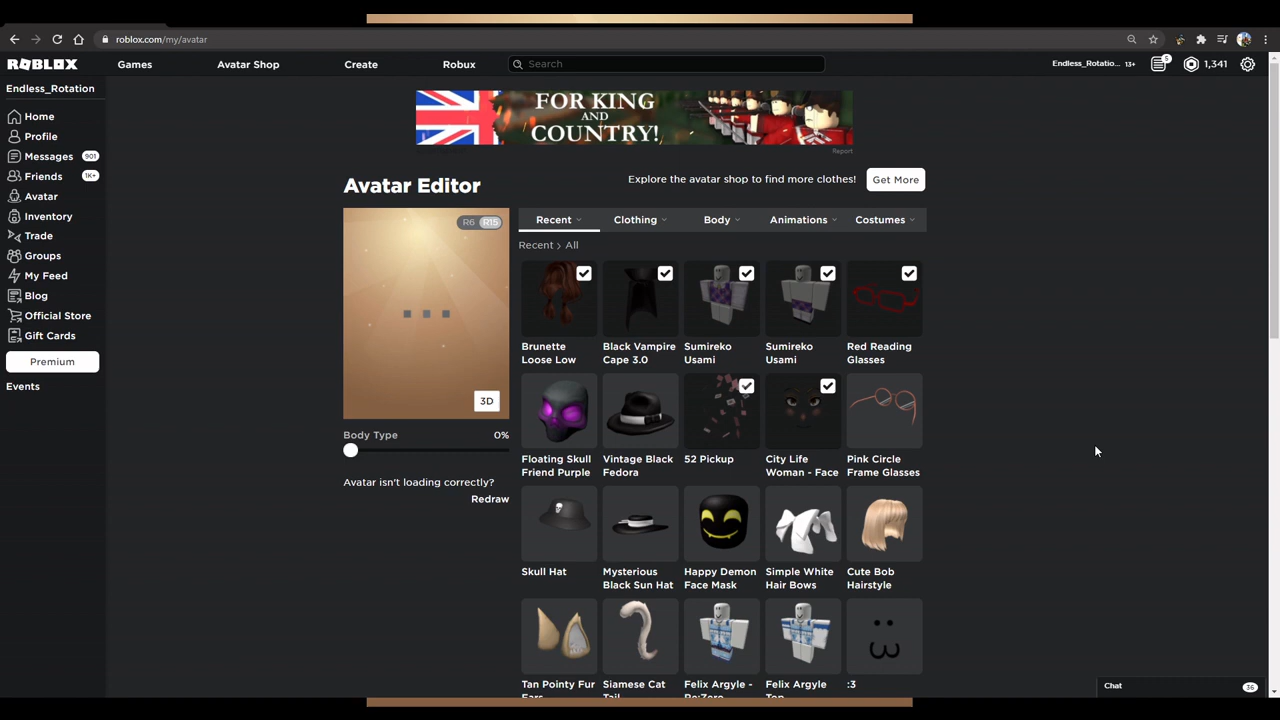 roblox.com/my/avatar
ROBLOX Games Avatar Shop Create Robux Search Endless_Rotatio... 13+ 5 1,341
Endless_Rotation
Home
Profile
Messages 901
Friends 1K+
Avatar
Inventory
Trade
Groups
My Feed
Blog
Official Store
Gift Cards
Premium
Events
FOR KING
AND
COUNTRY!
Report
Avatar Editor
Explore the avatar shop to find more clothes! Get More
R6 R15
3D
Body Type 0%
Avatar isn't loading correctly?
Redraw
Recent Clothing Body Animations Costumes
Recent > All
Brunette Loose Low
Black Vampire Cape 3.0
Sumireko Usami
Sumireko Usami
Red Reading Glasses
Floating Skull Friend Purple
Vintage Black Fedora
52 Pickup
City Life Woman - Face
Pink Circle Frame Glasses
Skull Hat
Mysterious Black Sun Hat
Happy Demon Face Mask
Simple White Hair Bows
Cute Bob Hairstyle
Tan Pointy Fur Ears
Siamese Cat Tail
Felix Argyle - Re:Zero
Felix Argyle Top
:3
Chat 36